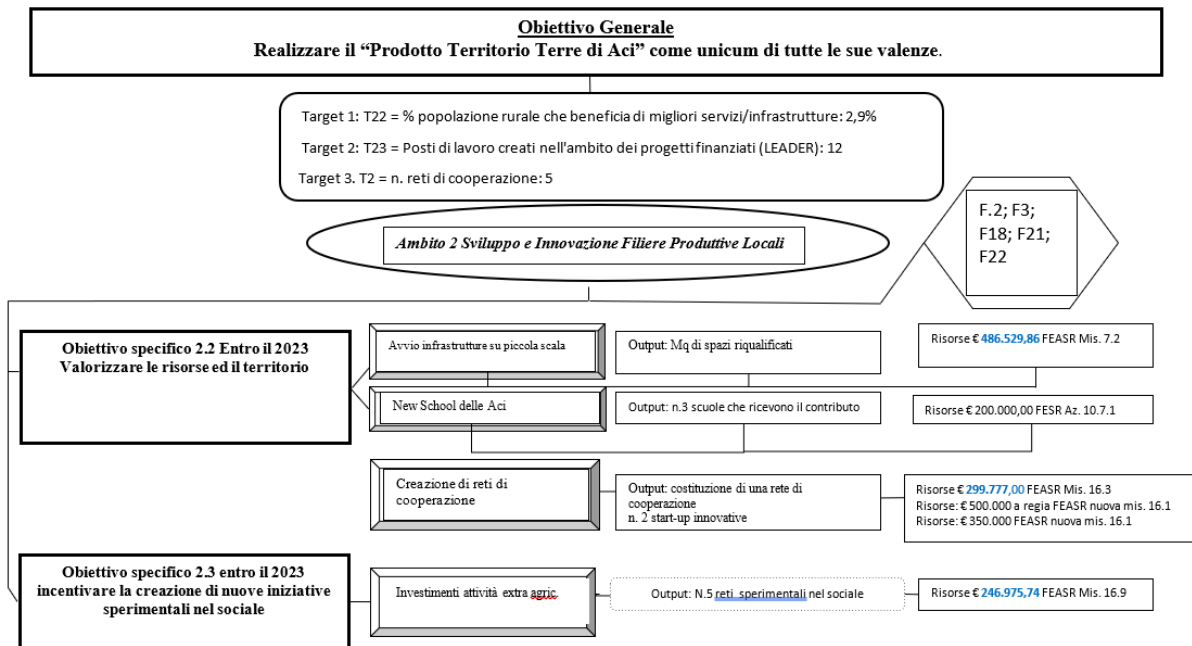 Obiettivo Generale
Realizzare il “Prodotto Territorio Terre di Aci” come unicum di tutte le sue valenze.
Target 1: T22 = % popolazione rurale che beneficia di migliori servizi/infrastrutture: 2,9%
Target 2: T23 = Posti di lavoro creati nell'ambito dei progetti finanziati (LEADER): 12
Target 3. T2 = n. reti di cooperazione: 5
F.2; F3;
F18; F21;
F22
Ambito 2 Sviluppo e Innovazione Filiere Produttive Locali
Obiettivo specifico 2.2 Entro il 2023
Valorizzare le risorse ed il territorio
Avvio infrastrutture su piccola scala
Output: Mq di spazi riqualificati
Risorse € 486.529,86 FEASR Mis. 7.2
New School delle Aci
Output: n.3 scuole che ricevono il contributo
Risorse € 200.000,00 FESR Az. 10.7.1
Creazione di reti di
cooperazione
Output: costituzione di una rete di
cooperazione
n. 2 start-up innovative
Risorse € 299.777,00 FEASR Mis. 16.3
Risorse: € 500.000 a regia FEASR nuova mis. 16.1
Risorse: € 350.000 FEASR nuova mis. 16.1
Obiettivo specifico 2.3 entro il 2023
incentivare la creazione di nuove iniziative
sperimentali nel sociale
Investimenti attività extra agric.
Output: N.5 reti sperimentali nel sociale
Risorse € 246.975,74 FEASR Mis. 16.9